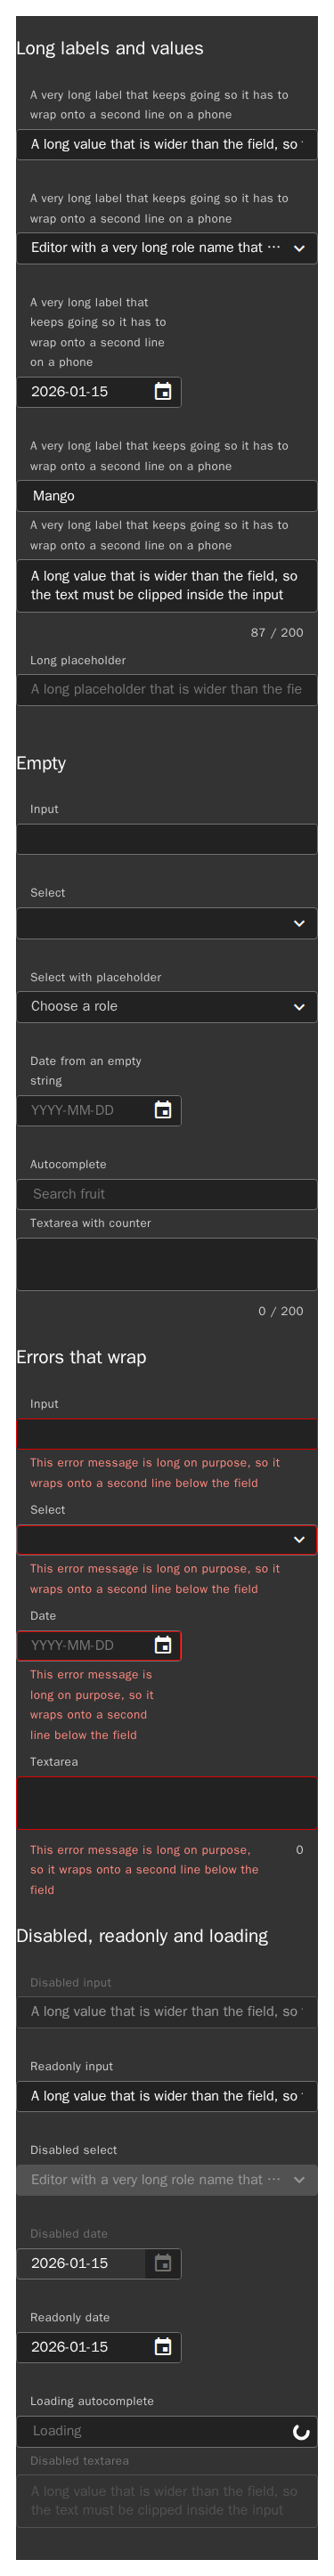 Long labels and values
A very long label that keeps going so it has to
wrap onto a second line on a phone
A long value that is wider than the field, so
A very long label that keeps going so it has to
wrap onto a second line on a phone
Editor with a very long role name that …
A very long label that
keeps going so it has to
wrap onto a second line
on a phone
2026-01-15
A very long label that keeps going so it has to
wrap onto a second line on a phone
Mango
A very long label that keeps going so it has to
wrap onto a second line on a phone
A long value that is wider than the field, so
the text must be clipped inside the input
87 / 200
Long placeholder
A long placeholder that is wider than the fie
Empty
Input
Select
Select with placeholder
Choose a role
Date from an empty
string
YYYY-MM-DD
Autocomplete
Search fruit
Textarea with counter
0 / 200
Errors that wrap
Input
This error message is long on purpose, so it
wraps onto a second line below the field
Select
This error message is long on purpose, so it
wraps onto a second line below the field
Date
YYYY-MM-DD
This error message is
long on purpose, so it
wraps onto a second
line below the field
Textarea
This error message is long on purpose, 0
so it wraps onto a second line below the
field
Disabled, readonly and loading
Disabled input
A long value that is wider than the field, so
Readonly input
A long value that is wider than the field, so
Disabled select
Editor with a very long role name that …
Disabled date
2026-01-15
Readonly date
2026-01-15
Loading autocomplete
Loading
Disabled textarea
A long value that is wider than the field, so
the text must be clipped inside the input